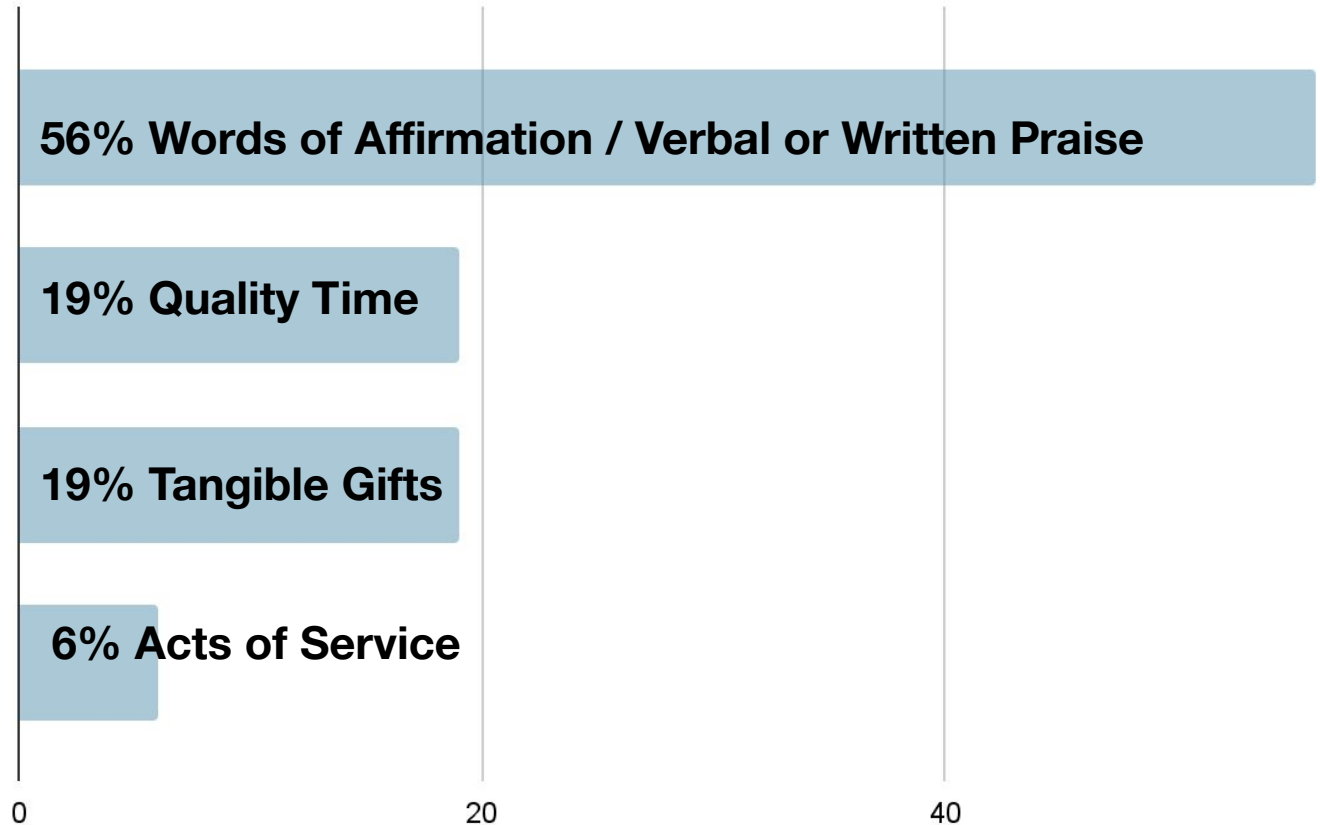 56% Words of Affirmation / Verbal or Written Praise
19% Quality Time
19% Tangible Gifts
6% Acts of Service
0 20 40